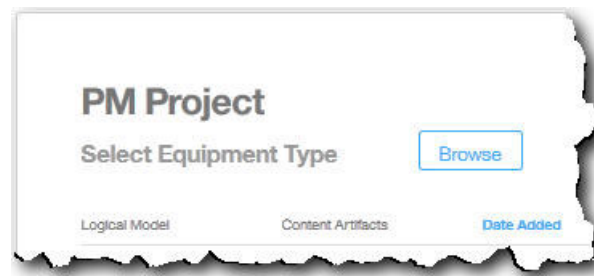 PM Project
Select Equipment Type Browse
Logical Model Content Artifacts Date Added